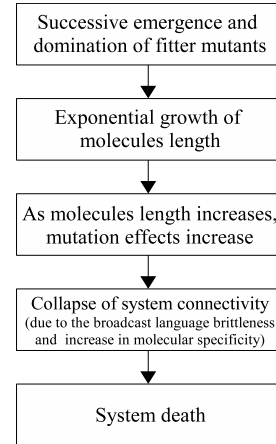 Successive emergence and
domination of fitter mutants
Exponential growth of
molecules length
As molecules length increases,
mutation effects increase
Collapse of system connectivity
(due to the broadcast language brittleness
and increase in molecular specificity)
System death